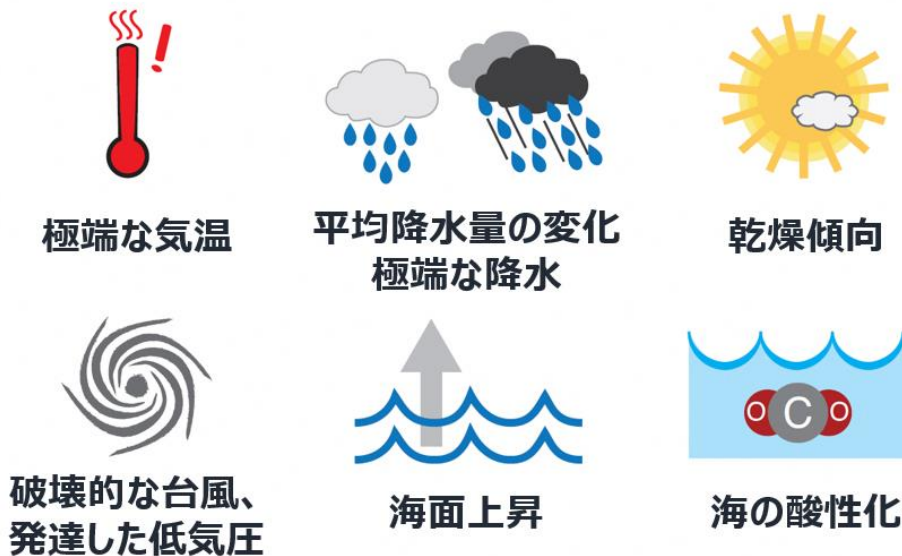 極端な気温
平均降水量の変化
極端な降水
乾燥傾向
破壊的な台風、
発達した低気圧
海面上昇
O C O
海の酸性化